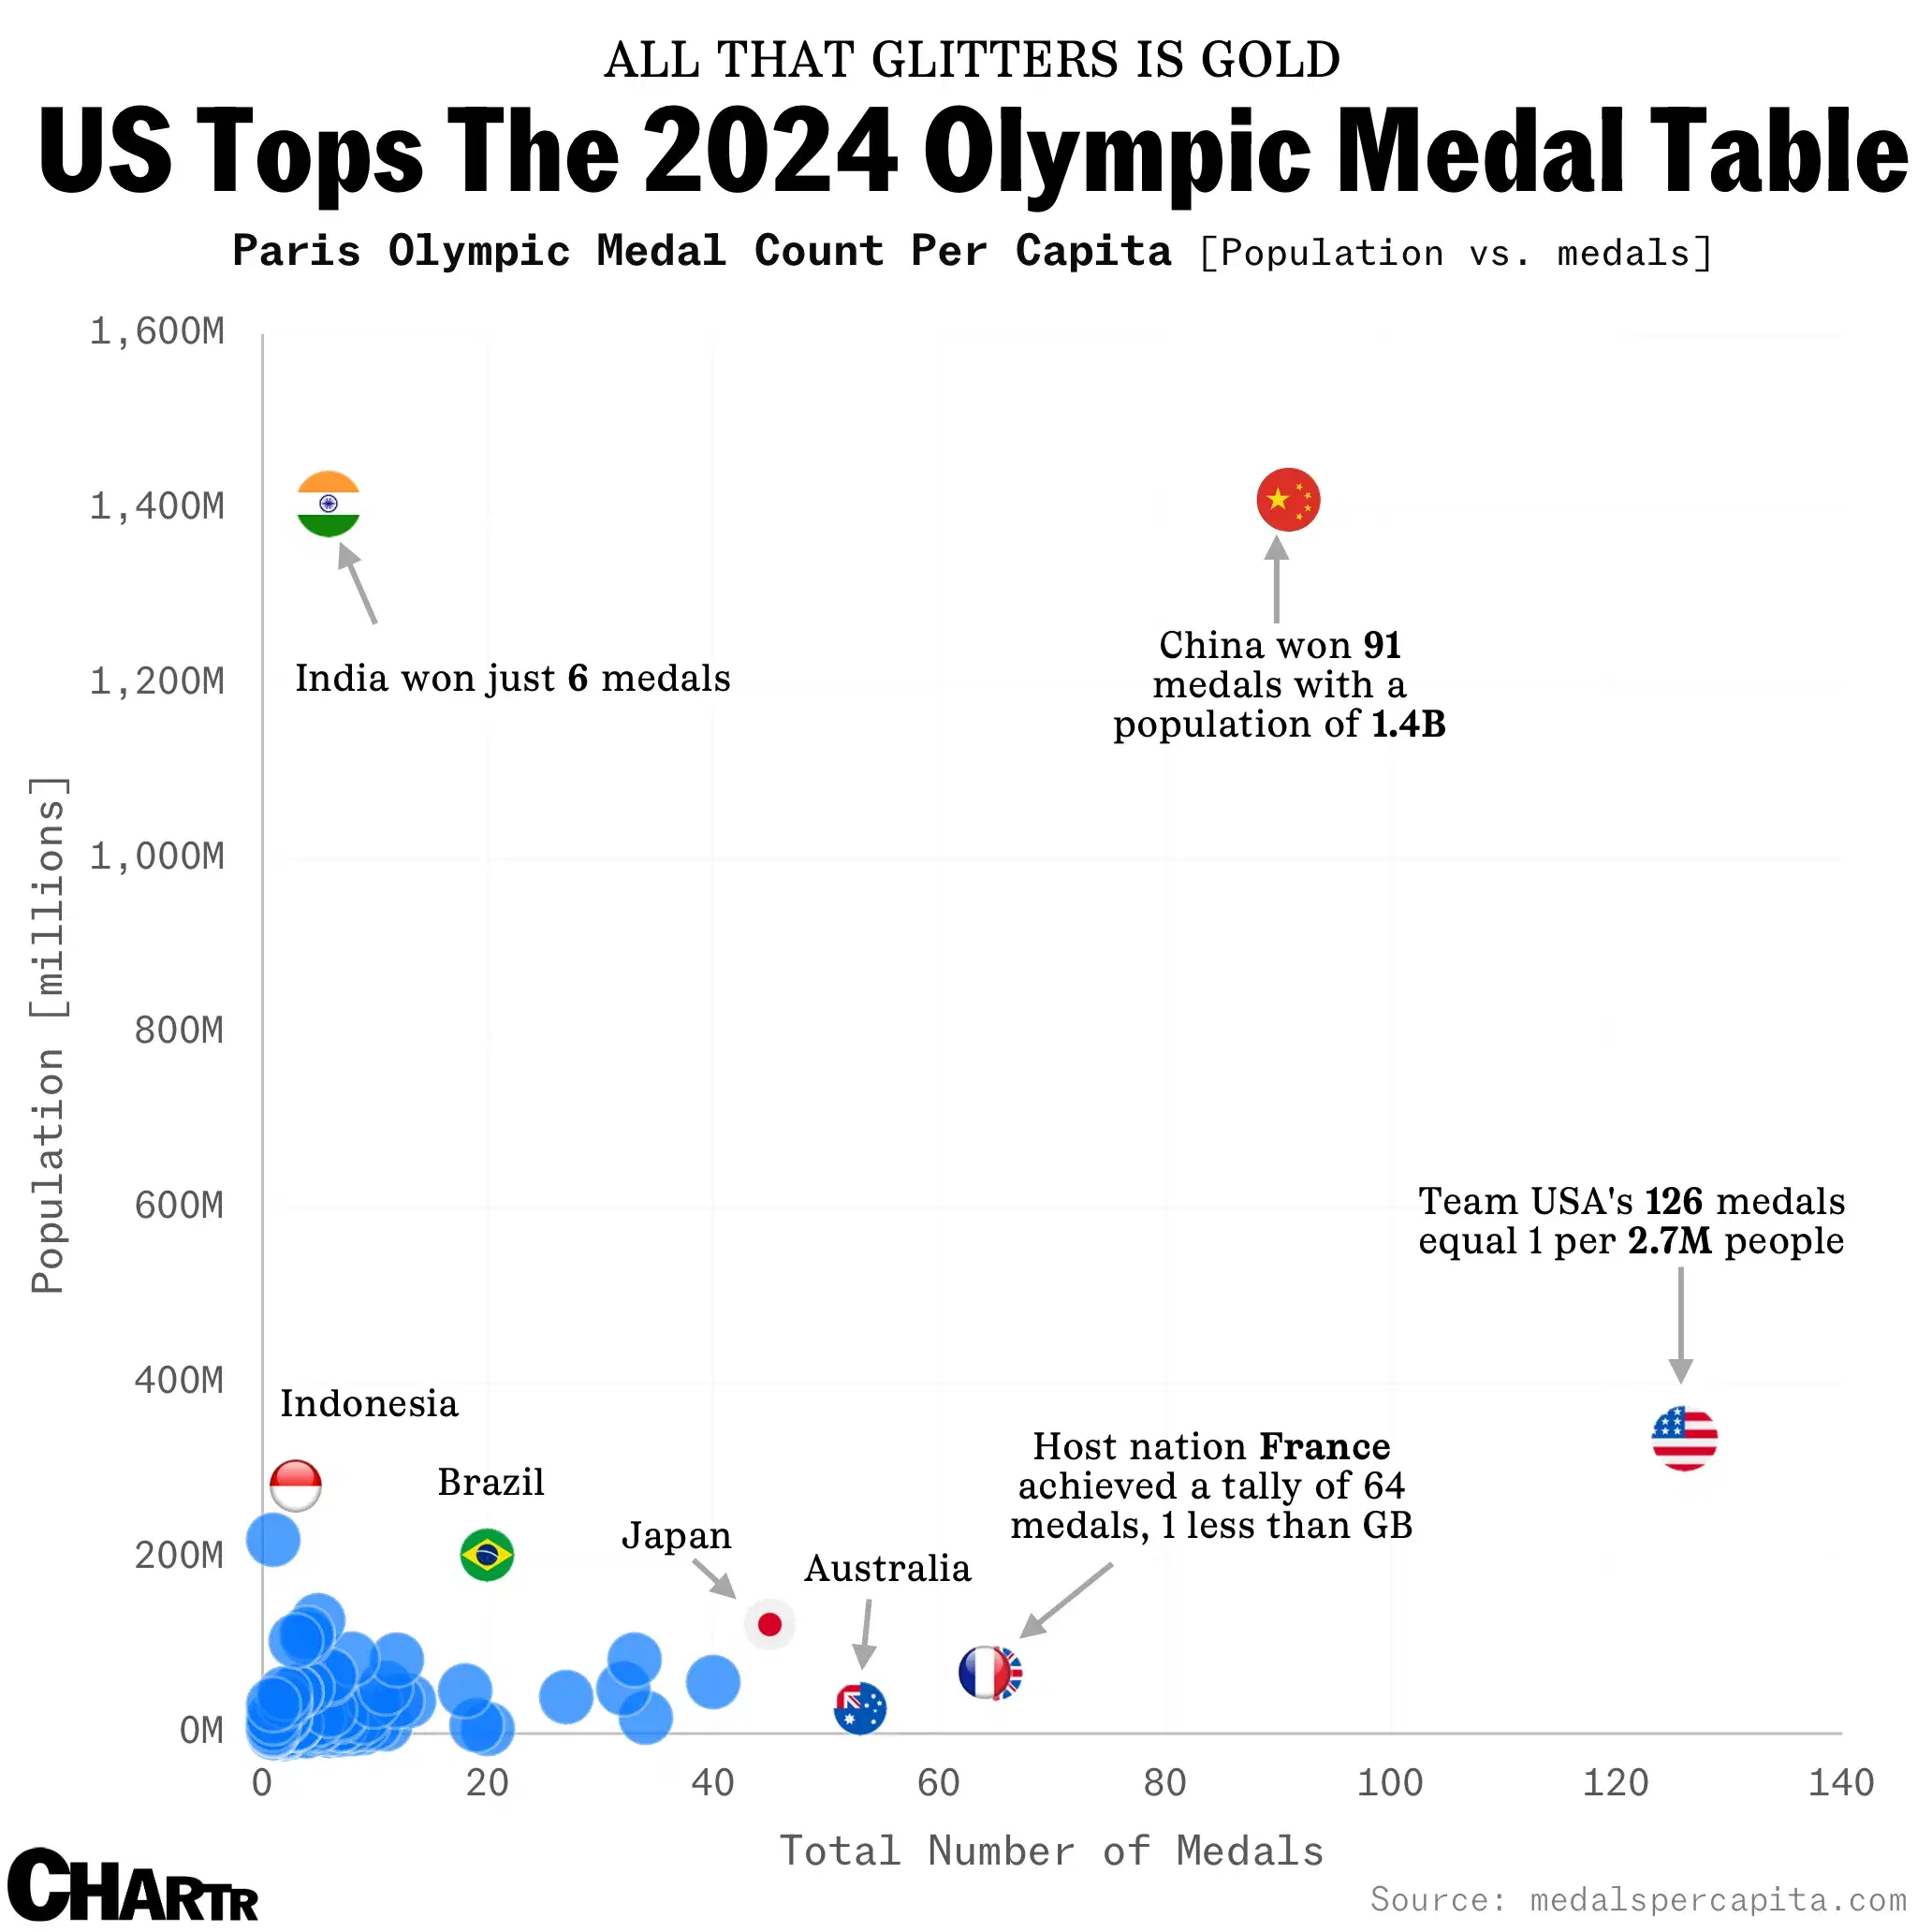 ALL THAT GLITTERS IS GOLD
US Tops The 2024 Olympic Medal Table
Paris Olympic Medal Count Per Capita [Population vs. medals]
1,600M
1,400M
1,200M
1,000M
800M
600M
400M
200M
0M
Population [millions]
India won just 6 medals
China won 91
medals with a
population of 1.4B
Team USA's 126 medals
equal 1 per 2.7M people
Indonesia
Brazil
Japan
Australia
Host nation France
achieved a tally of 64
medals, 1 less than GB
0 20 40 60 80 100 120 140
Total Number of Medals
CHARTR
Source: medalspercapita.com